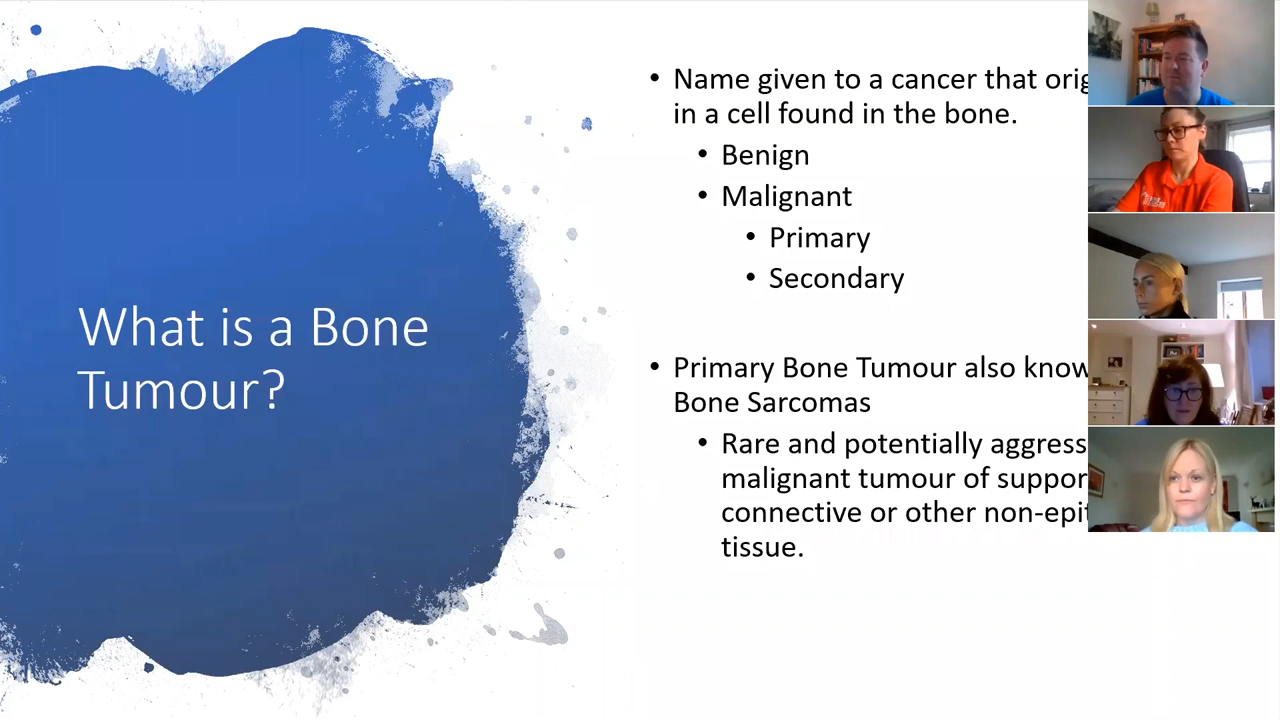 What is a Bone
Tumour?
• Name given to a cancer that orig
in a cell found in the bone.
• Benign
• Malignant
• Primary
• Secondary
• Primary Bone Tumour also know
Bone Sarcomas
• Rare and potentially aggress
malignant tumour of suppor
connective or other non-epit
tissue.